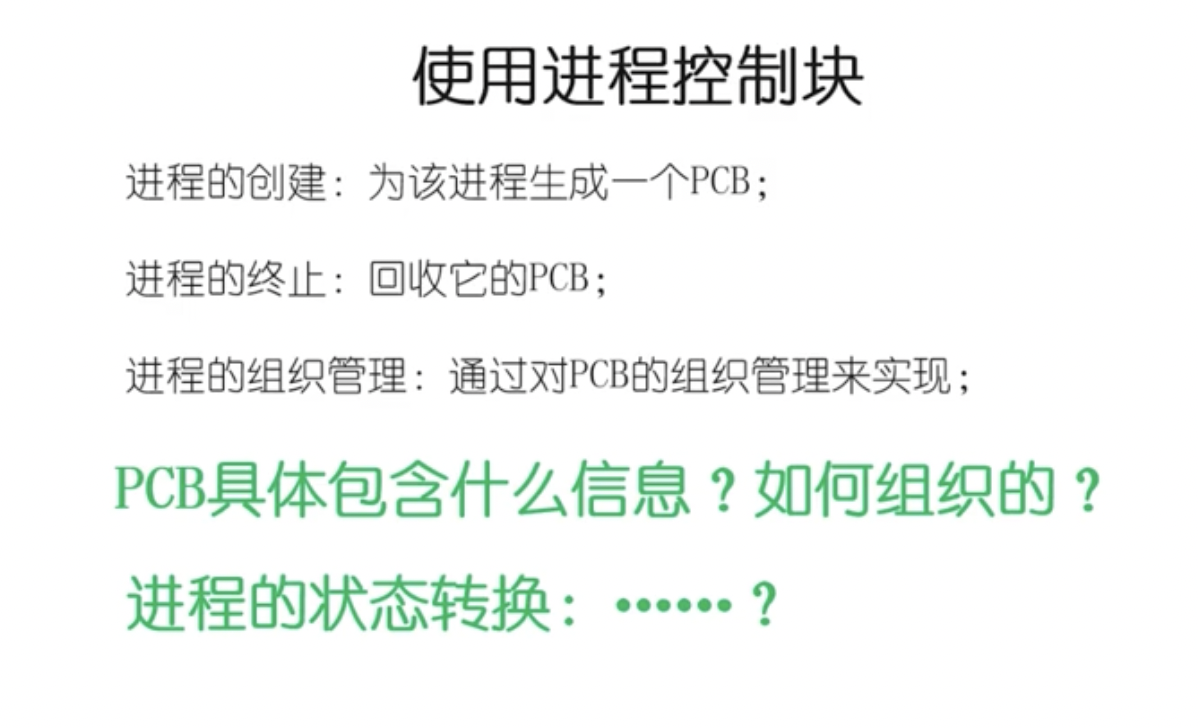 使用进程控制块
进程的创建：为该进程生成一个PCB；
进程的终止：回收它的PCB；
进程的组织管理：通过对PCB的组织管理来实现；
PCB具体包含什么信息？如何组织的？
进程的状态转换：……？